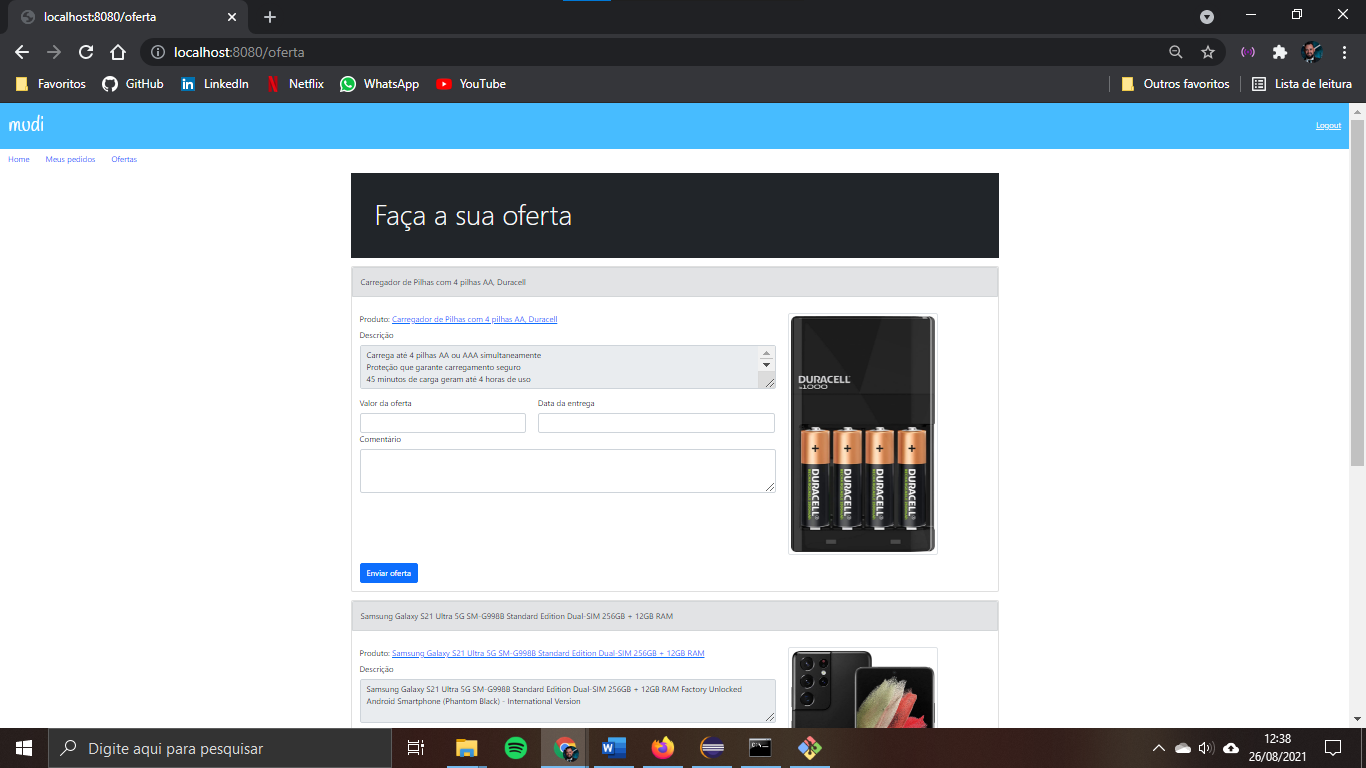 localhost:8080/oferta
localhost:8080/oferta
Favoritos
GitHub
LinkedIn
Netflix
WhatsApp
YouTube
Outros favoritos
Lista de leitura
mudi
Logout
Home
Meus pedidos
Ofertas
Faça a sua oferta
Carregador de Pilhas com 4 pilhas AA, Duracell
Produto: Carregador de Pilhas com 4 pilhas AA, Duracell
Descrição
Carrega até 4 pilhas AA ou AAA simultaneamente
Proteção que garante carregamento seguro
45 minutos de carga geram até 4 horas de uso
Valor da oferta
Data da entrega
Comentário
DURACELL
DURACELL
DURACELL
DURACELL
DURACELL
Enviar oferta
Samsung Galaxy S21 Ultra 5G SM-G998B Standard Edition Dual-SIM 256GB + 12GB RAM
Produto: Samsung Galaxy S21 Ultra 5G SM-G998B Standard Edition Dual-SIM 256GB + 12GB RAM
Descrição
Samsung Galaxy S21 Ultra 5G SM-G998B Standard Edition Dual-SIM 256GB + 12GB RAM Factory Unlocked
Android Smartphone (Phantom Black) - International Version
Digite aqui para pesquisar
12:38
26/08/2021